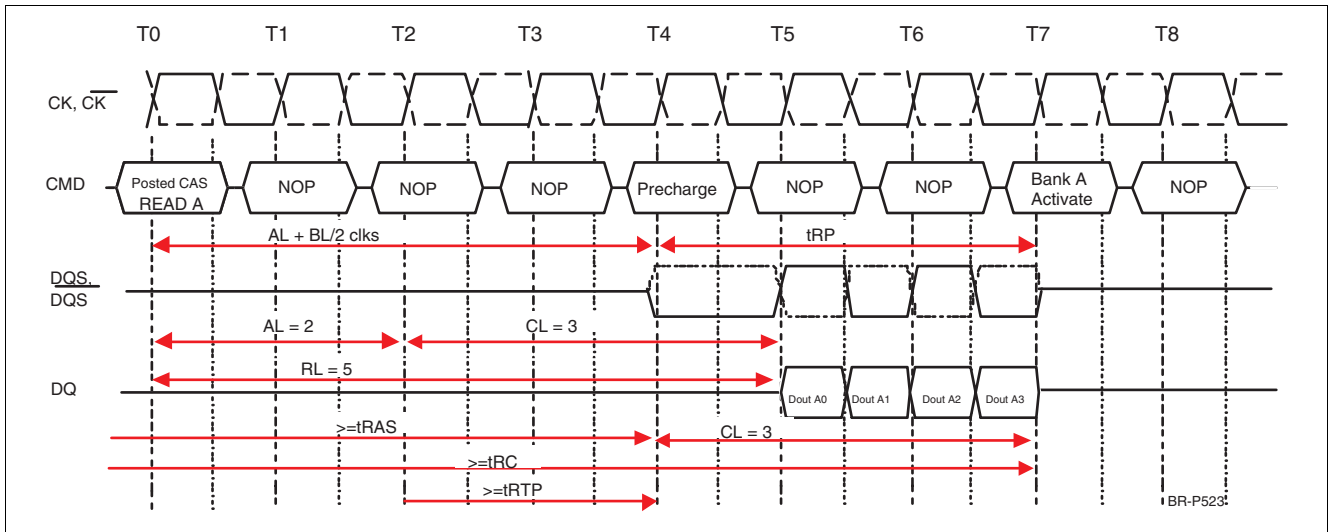 T0 T1 T2 T3 T4 T5 T6 T7 T8
CK, CK
CMD
Posted CAS
READ A
NOP
NOP
NOP
Precharge
NOP
NOP
Bank A
Activate
NOP
AL + BL/2 clks
tRP
DQS,
DQS
AL = 2
CL = 3
RL = 5
DQ
Dout A0
Dout A1
Dout A2
Dout A3
>=tRAS
CL = 3
>=tRC
>=tRTP
BR-P523